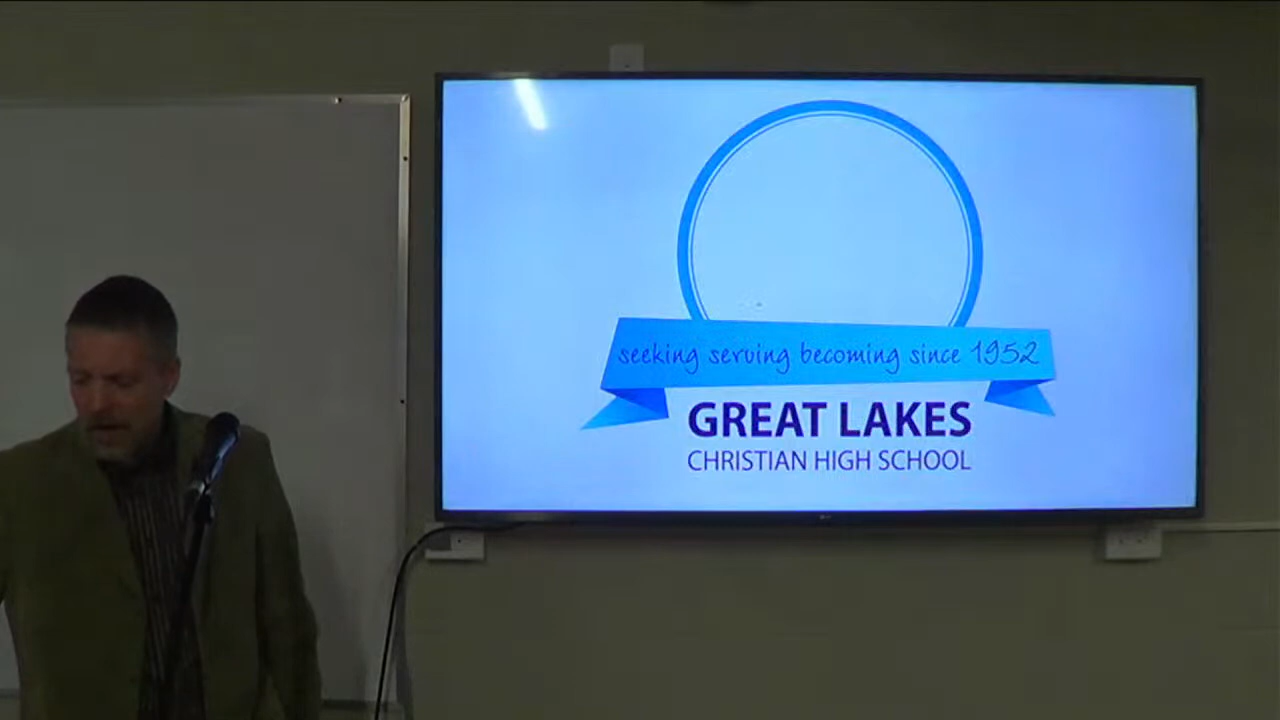 seeking serving becoming since 1952
GREAT LAKES
CHRISTIAN HIGH SCHOOL